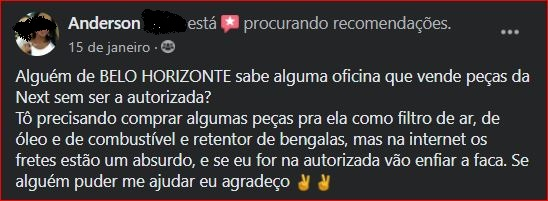 Anderson está procurando recomendações.
15 de janeiro ·
Alguém de BELO HORIZONTE sabe alguma oficina que vende peças da
Next sem ser a autorizada?
Tô precisando comprar algumas peças pra ela como filtro de ar, de
óleo e de combustível e retentor de bengalas, mas na internet os
fretes estão um absurdo, e se eu for na autorizada vão enfiar a faca. Se
alguém puder me ajudar eu agradeço ✌️✌️